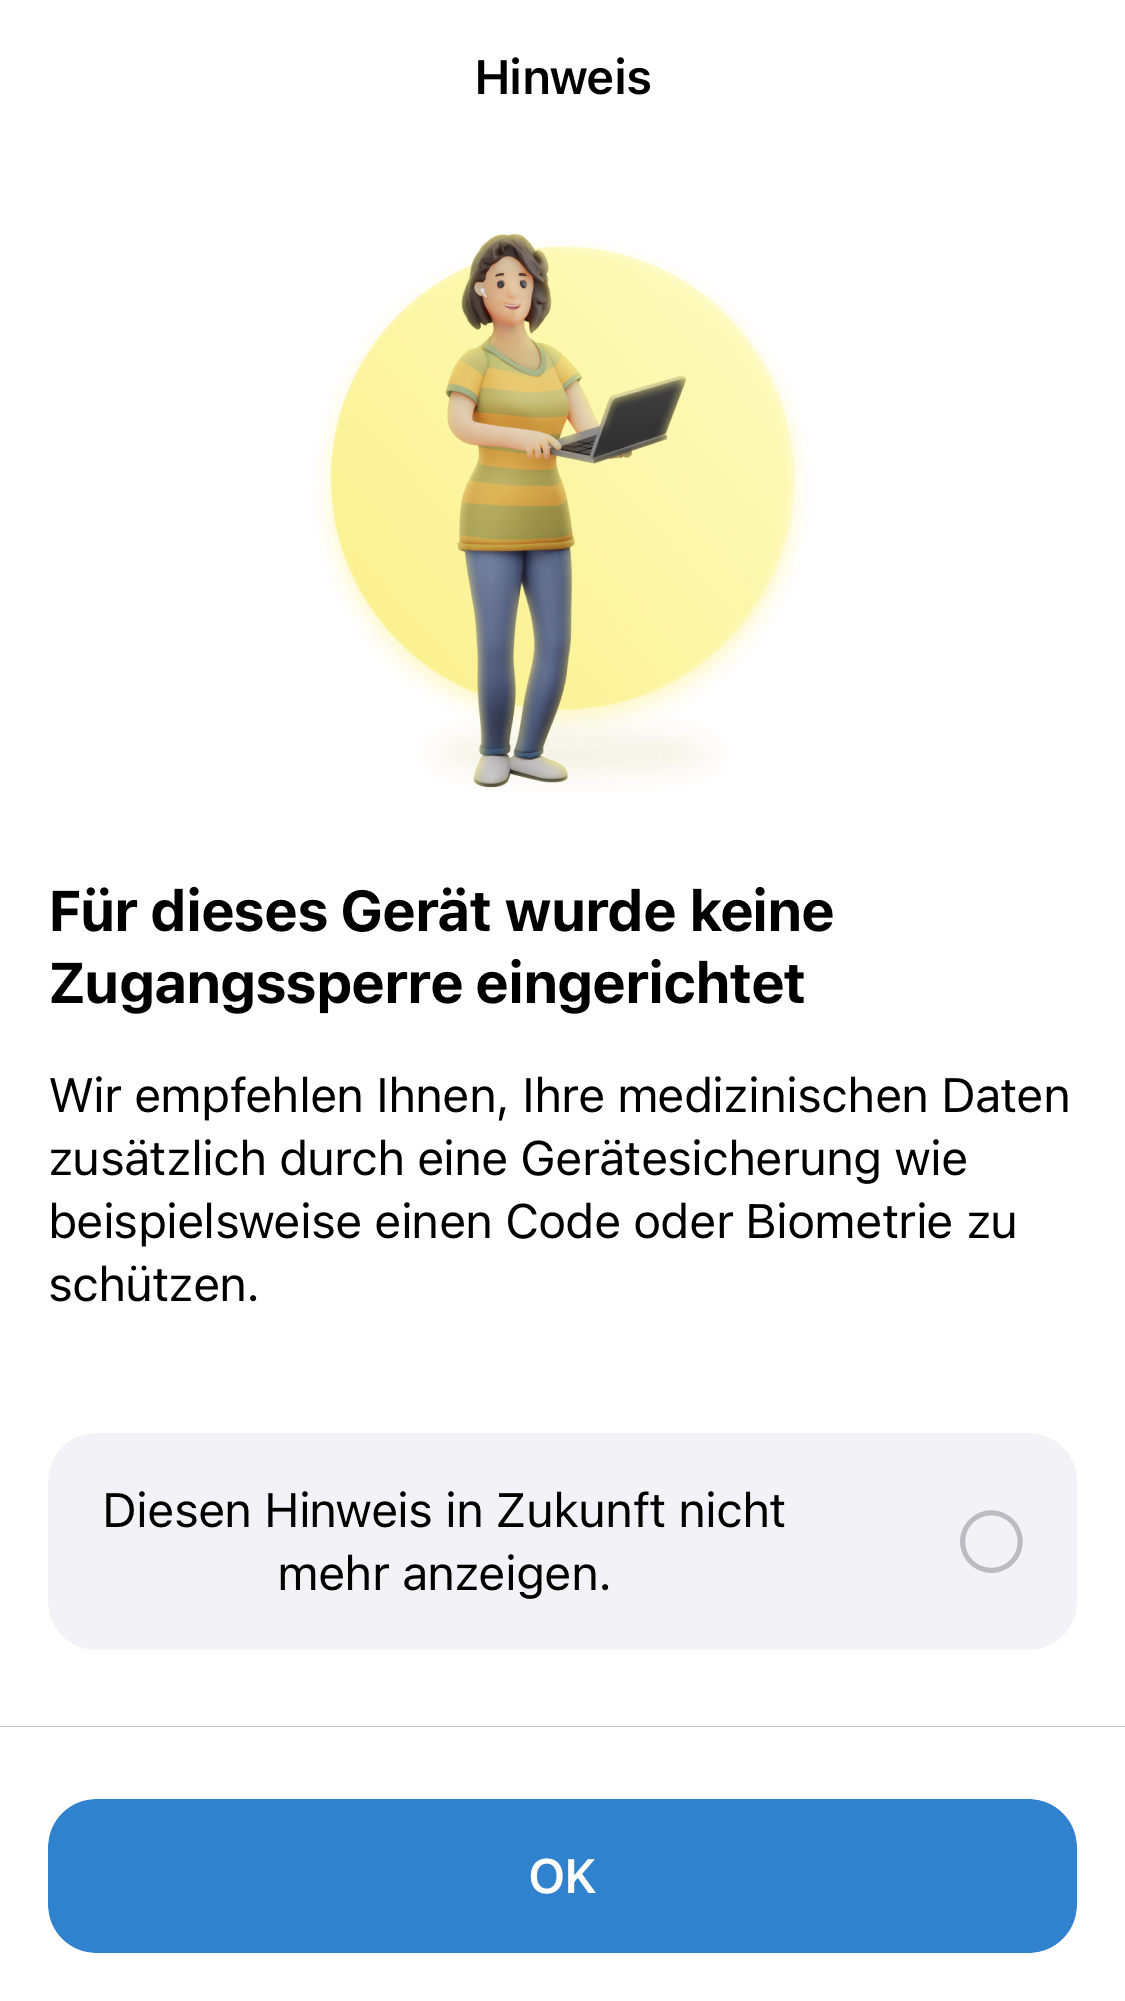 Hinweis
Für dieses Gerät wurde keine
Zugangssperre eingerichtet
Wir empfehlen Ihnen, Ihre medizinischen Daten
zusätzlich durch eine Gerätesicherung wie
beispielsweise einen Code oder Biometrie zu
schützen.
Diesen Hinweis in Zukunft nicht
mehr anzeigen.
OK